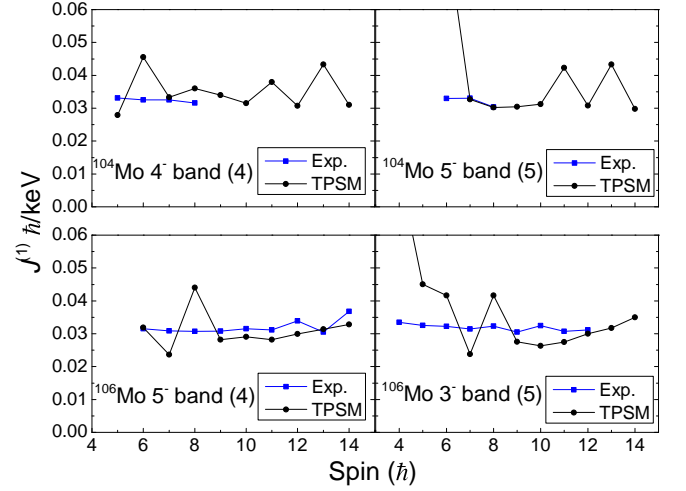 0.06
0.05
0.04
0.03
0.02
0.01
0.00
¹⁰⁴Mo 4⁻ band (4)
Exp.
TPSM
¹⁰⁴Mo 5⁻ band (5)
Exp.
TPSM
J⁽¹⁾ ℏ/keV
0.06
0.05
0.04
0.03
0.02
0.01
0.00
¹⁰⁶Mo 5⁻ band (4)
Exp.
TPSM
¹⁰⁶Mo 3⁻ band (5)
Exp.
TPSM
4 6 8 10 12 14 4 6 8 10 12 14
Spin (ℏ)